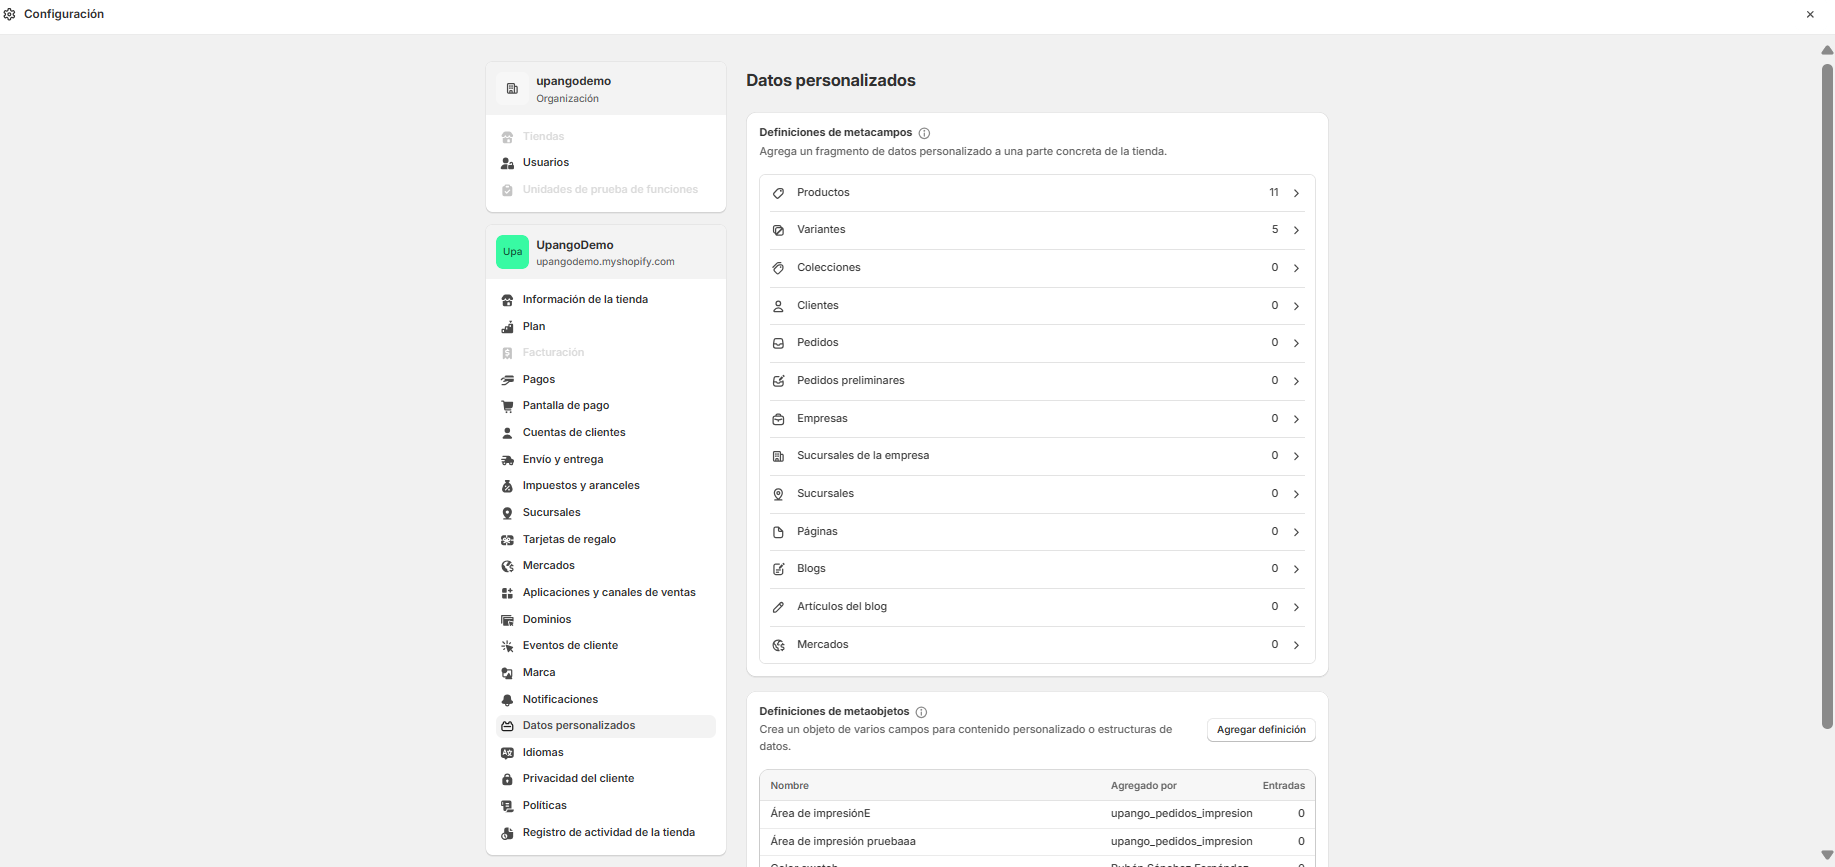 Configuración
upangodemo
Organización
Tiendas
Usuarios
Unidades de prueba de funciones
Upa
UpangoDemo
upangodemo.myshopify.com
Información de la tienda
Plan
Facturación
Pagos
Pantalla de pago
Cuentas de clientes
Envío y entrega
Impuestos y aranceles
Sucursales
Tarjetas de regalo
Mercados
Aplicaciones y canales de ventas
Dominios
Eventos de cliente
Marca
Notificaciones
Datos personalizados
Idiomas
Privacidad del cliente
Políticas
Registro de actividad de la tienda
Datos personalizados
Definiciones de metacampos
Agrega un fragmento de datos personalizado a una parte concreta de la tienda.
Productos 11
Variantes 5
Colecciones 0
Clientes 0
Pedidos 0
Pedidos preliminares 0
Empresas 0
Sucursales de la empresa 0
Sucursales 0
Páginas 0
Blogs 0
Artículos del blog 0
Mercados 0
Definiciones de metaobjetos
Crea un objeto de varios campos para contenido personalizado o estructuras de
datos.
Agregar definición
Nombre Agregado por Entradas
Área de impresiónE upango_pedidos_impresion 0
Área de impresión pruebaaa upango_pedidos_impresion 0
Color swatch Rubén Sánchez Fernández 0